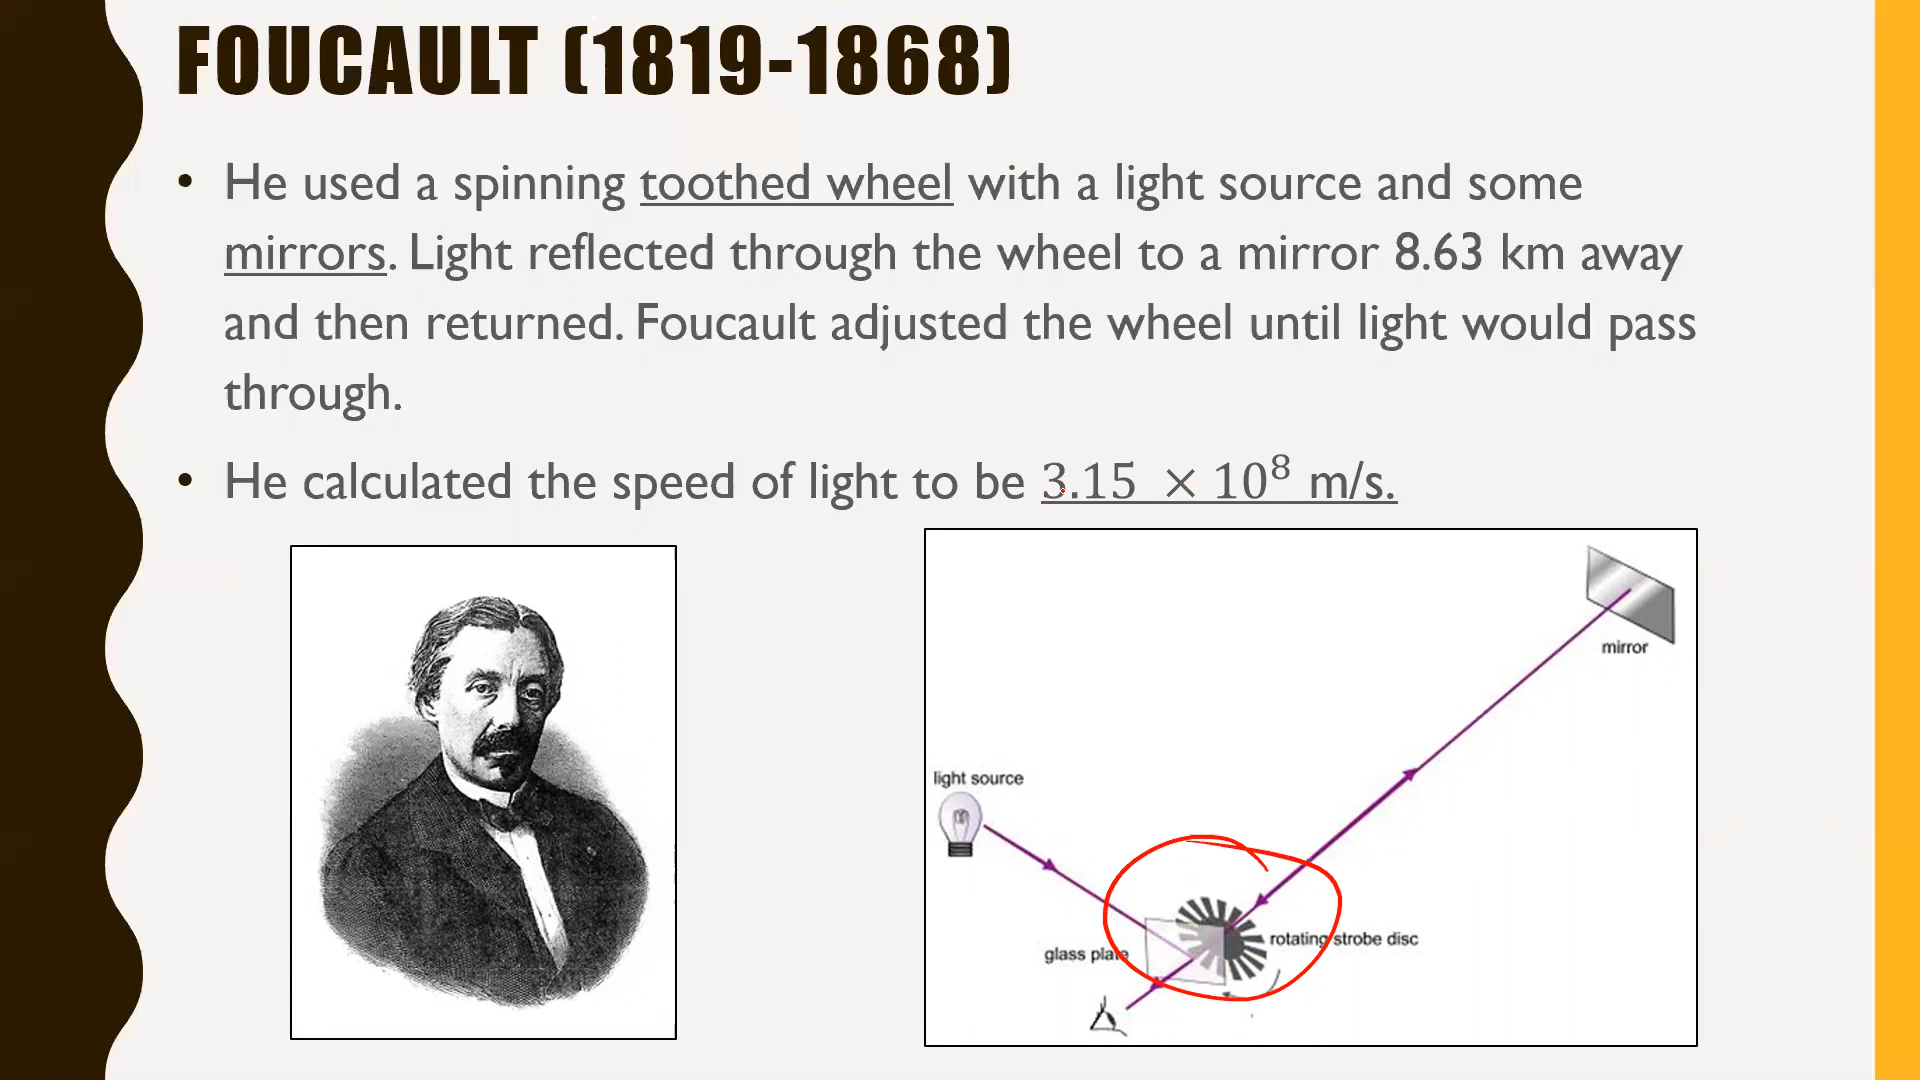 FOUCAULT (1819-1868)
• He used a spinning toothed wheel with a light source and some
mirrors. Light reflected through the wheel to a mirror 8.63 km away
and then returned. Foucault adjusted the wheel until light would pass
through.
• He calculated the speed of light to be 3.15 × 10⁸ m/s.
mirror
light source
rotating strobe disc
glass plate